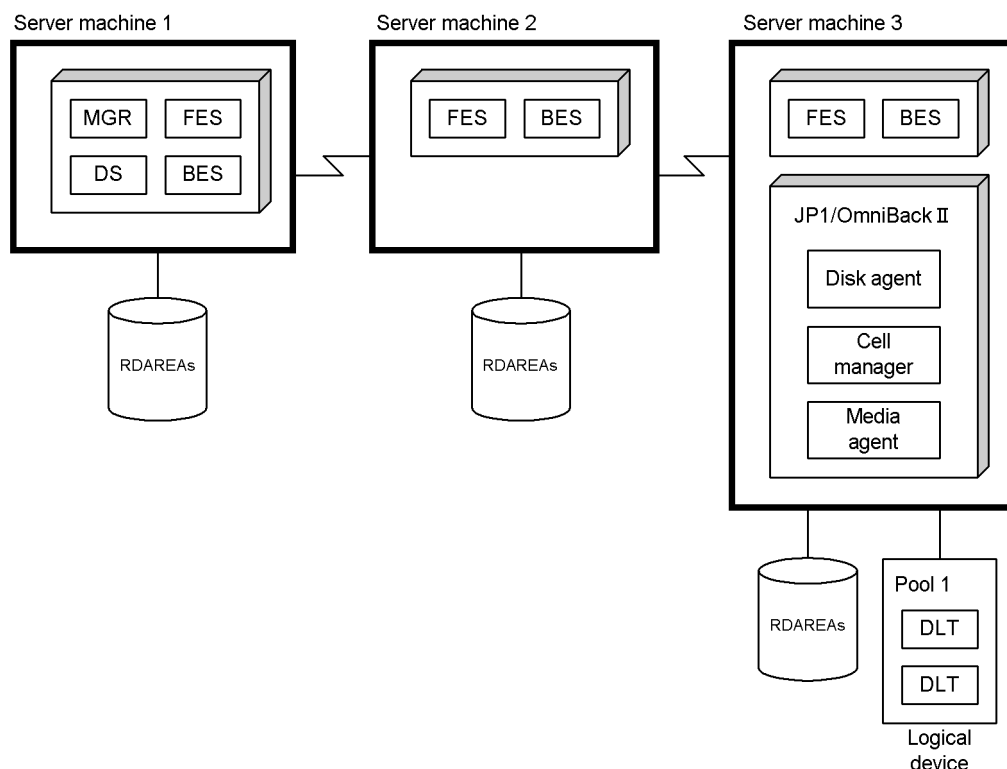 Server machine 1
MGR
FES
DS
BES
RDAREAs
Server machine 2
FES
BES
RDAREAs
Server machine 3
FES
BES
JP1/OmniBack Ⅱ
Disk agent
Cell
manager
Media
agent
RDAREAs
Pool 1
DLT
DLT
Logical
device